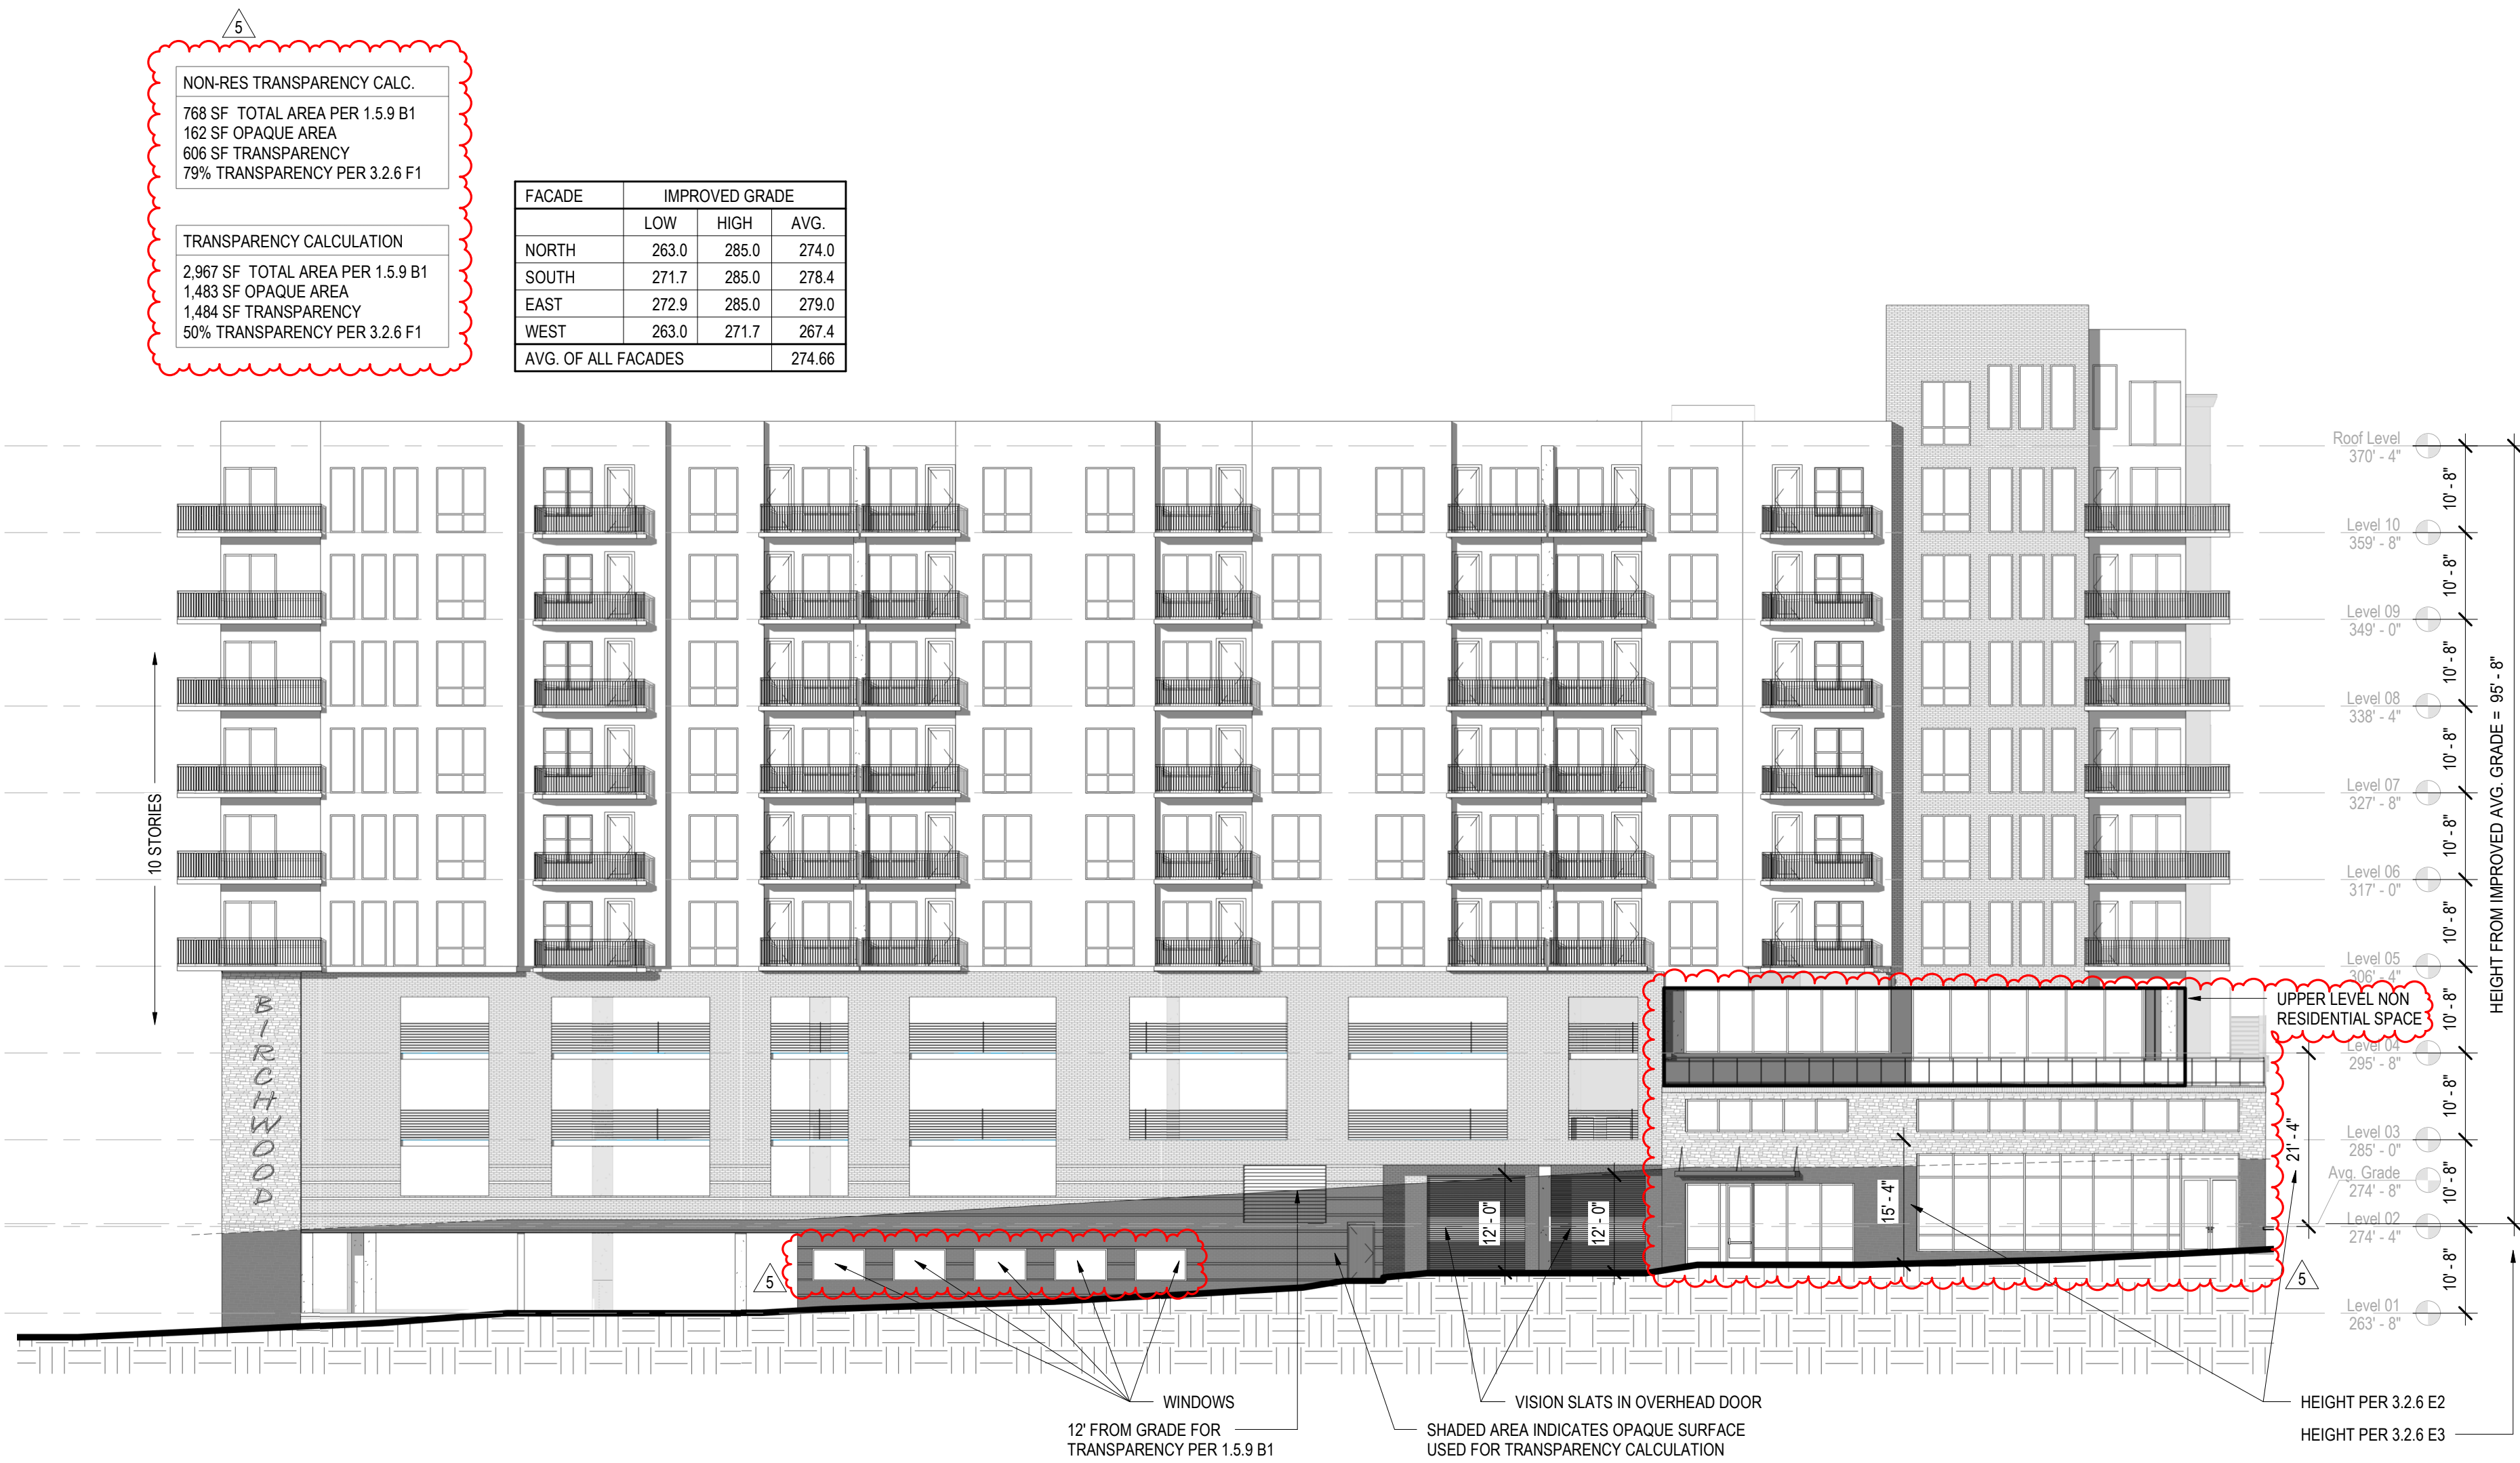 5
NON-RES TRANSPARENCY CALC.
768 SF TOTAL AREA PER 1.5.9 B1
162 SF OPAQUE AREA
606 SF TRANSPARENCY
79% TRANSPARENCY PER 3.2.6 F1
TRANSPARENCY CALCULATION
2,967 SF TOTAL AREA PER 1.5.9 B1
1,483 SF OPAQUE AREA
1,484 SF TRANSPARENCY
50% TRANSPARENCY PER 3.2.6 F1
FACADE IMPROVED GRADE
LOW HIGH AVG.
NORTH 263.0 285.0 274.0
SOUTH 271.7 285.0 278.4
EAST 272.9 285.0 279.0
WEST 263.0 271.7 267.4
AVG. OF ALL FACADES 274.66
10 STORIES
BIRCHWOOD
Roof Level
370' - 4"
10' - 8"
Level 10
359' - 8"
10' - 8"
Level 09
349' - 0"
10' - 8"
Level 08
338' - 4"
10' - 8"
Level 07
327' - 8"
10' - 8"
Level 06
317' - 0"
10' - 8"
Level 05
306' - 4"
10' - 8"
UPPER LEVEL NON
RESIDENTIAL SPACE
Level 04
295' - 8"
10' - 8"
Level 03
285' - 0"
10' - 8"
Avg. Grade
274' - 8"
Level 02
274' - 4"
10' - 8"
Level 01
263' - 8"
HEIGHT FROM IMPROVED AVG. GRADE = 95' - 8"
21' - 4"
15' - 4"
12' - 0"
12' - 0"
5
5
WINDOWS
12' FROM GRADE FOR
TRANSPARENCY PER 1.5.9 B1
VISION SLATS IN OVERHEAD DOOR
SHADED AREA INDICATES OPAQUE SURFACE
USED FOR TRANSPARENCY CALCULATION
HEIGHT PER 3.2.6 E2
HEIGHT PER 3.2.6 E3